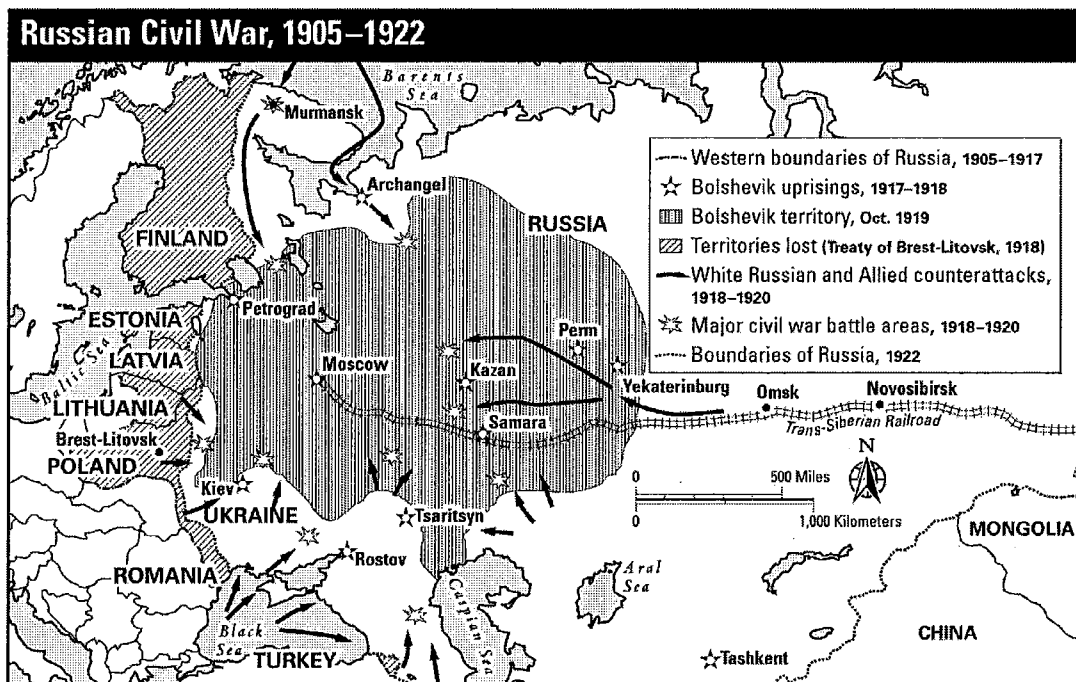 Russian Civil War, 1905–1922
Barents
Sea
Murmansk
Archangel
RUSSIA
FINLAND
Western boundaries of Russia, 1905–1917
Bolshevik uprisings, 1917–1918
Bolshevik territory, Oct. 1919
Territories lost (Treaty of Brest-Litovsk, 1918)
White Russian and Allied counterattacks,
1918–1920
Major civil war battle areas, 1918–1920
Boundaries of Russia, 1922
Petrograd
ESTONIA
LATVIA
Baltic Sea
LITHUANIA
Brest-Litovsk
POLAND
Moscow
Perm
Kazan
Yekaterinburg
Samara
Omsk
Novosibirsk
Trans-Siberian Railroad
N
0 500 Miles
0 1,000 Kilometers
Kiev
UKRAINE
Tsaritsyn
MONGOLIA
ROMANIA
Rostov
Aral
Sea
Caspian Sea
Black
Sea
TURKEY
CHINA
Tashkent